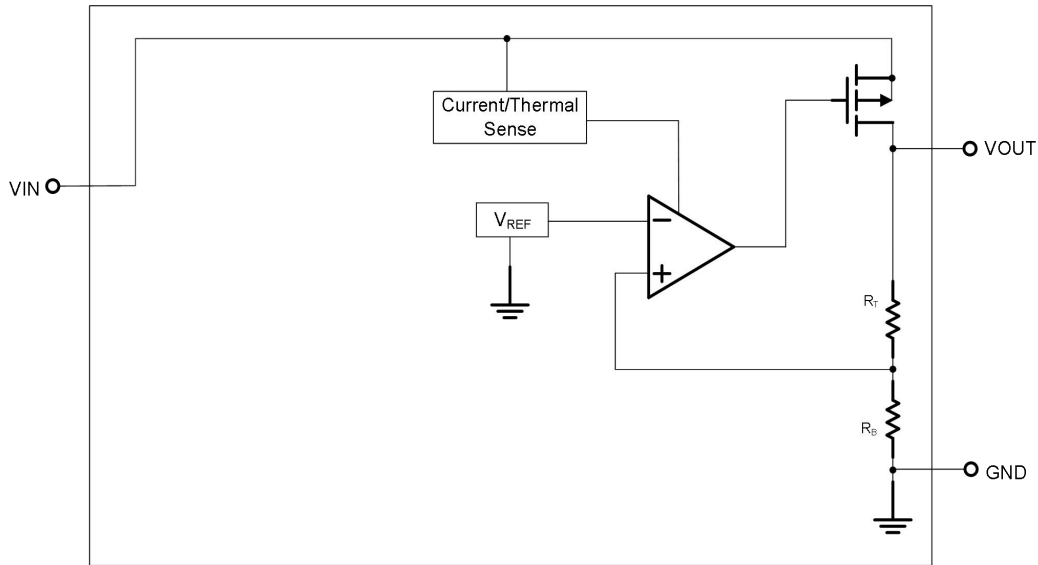 Current/Thermal
Sense
VOUT
VIN
VREF
−
+
RT
RB
GND